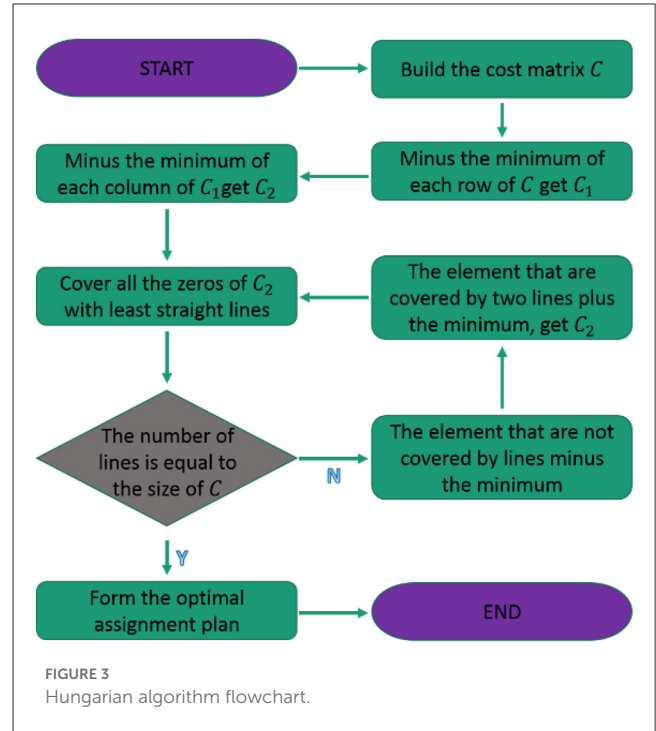 START
Build the cost matrix C
Minus the minimum of
each column of C₁get C₂
Minus the minimum of
each row of C get C₁
Cover all the zeros of C₂
with least straight lines
The element that are
covered by two lines plus
the minimum, get C₂
The number of
lines is equal to
the size of C
N
The element that are not
covered by lines minus
the minimum
Y
Form the optimal
assignment plan
END
FIGURE 3
Hungarian algorithm flowchart.